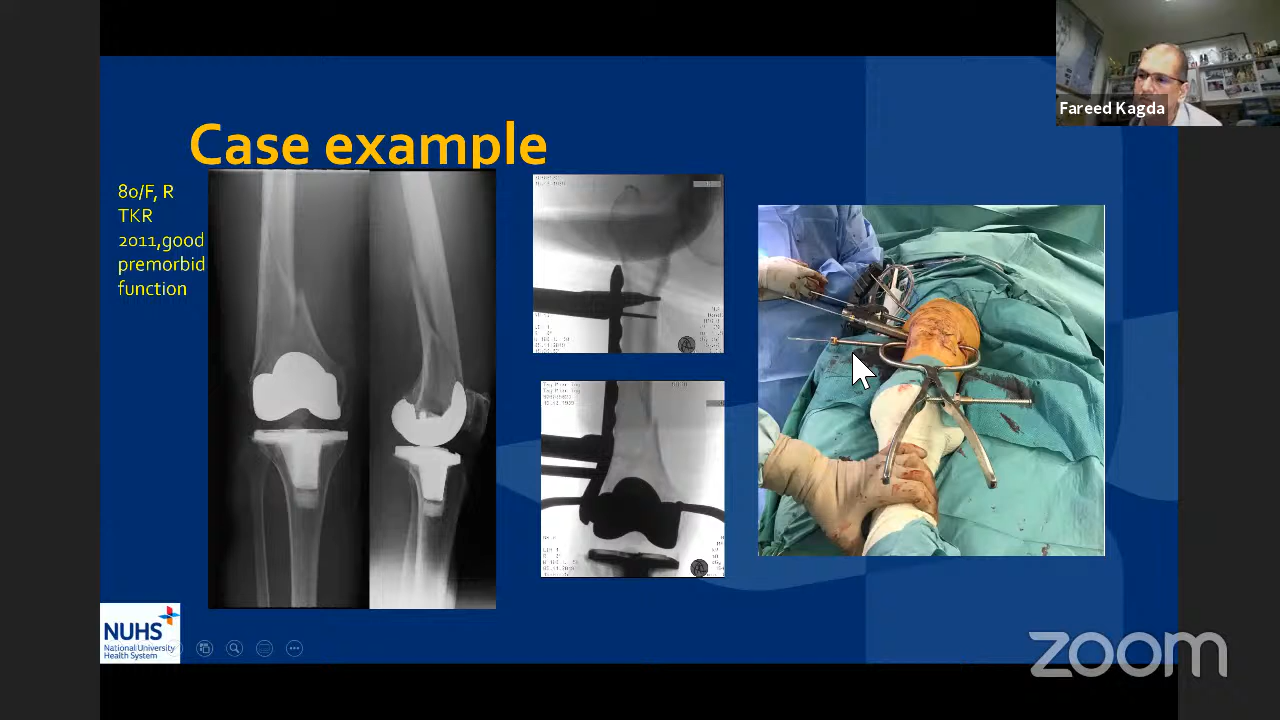 Fareed Kagda
Case example
80/F, R
TKR
2011,good
premorbid
function
NUHS
National University
Health System
zoom